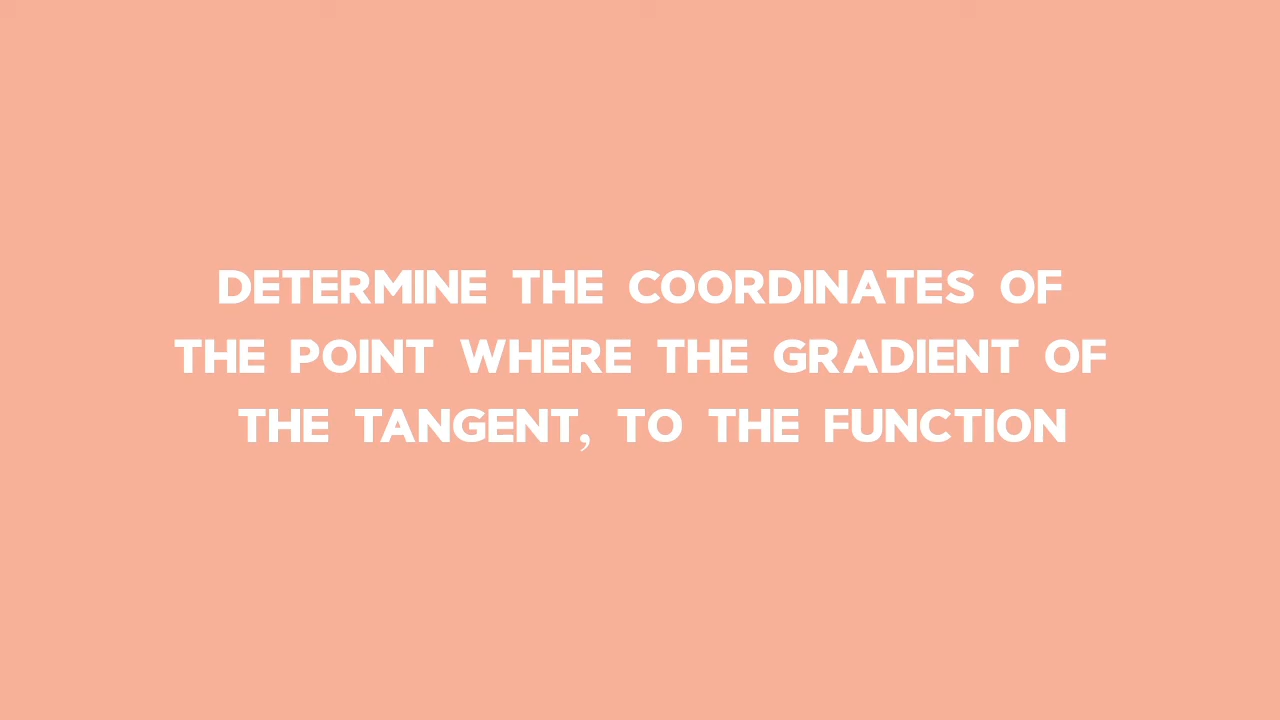 DETERMINE THE COORDINATES OF
THE POINT WHERE THE GRADIENT OF
THE TANGENT, TO THE FUNCTION